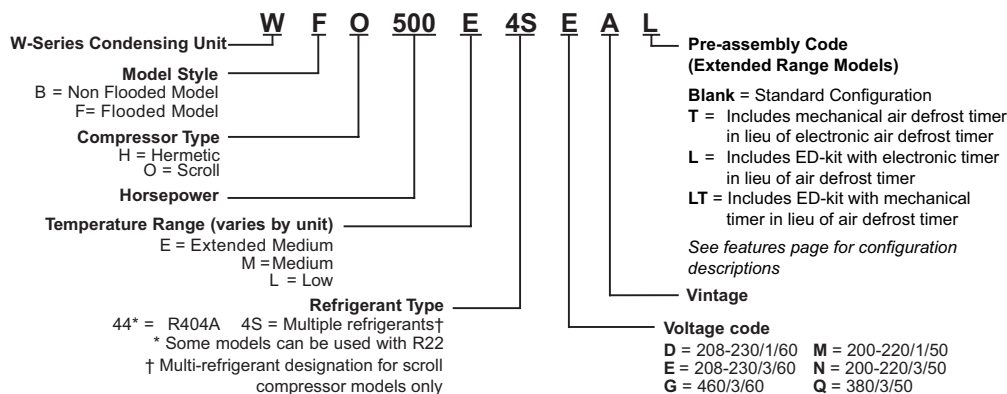 W F O 500 E 4S E A L
W-Series Condensing Unit
Model Style
B = Non Flooded Model
F= Flooded Model
Compressor Type
H = Hermetic
O = Scroll
Horsepower
Temperature Range (varies by unit)
E = Extended Medium
M =Medium
L = Low
Refrigerant Type
44* = R404A 4S = Multiple refrigerants†
* Some models can be used with R22
† Multi-refrigerant designation for scroll
compressor models only
Pre-assembly Code
(Extended Range Models)
Blank = Standard Configuration
T = Includes mechanical air defrost timer
in lieu of electronic air defrost timer
L = Includes ED-kit with electronic timer
in lieu of air defrost timer
LT = Includes ED-kit with mechanical
timer in lieu of air defrost timer
See features page for configuration
descriptions
Vintage
Voltage code
D = 208-230/1/60 M = 200-220/1/50
E = 208-230/3/60 N = 200-220/3/50
G = 460/3/60 Q = 380/3/50